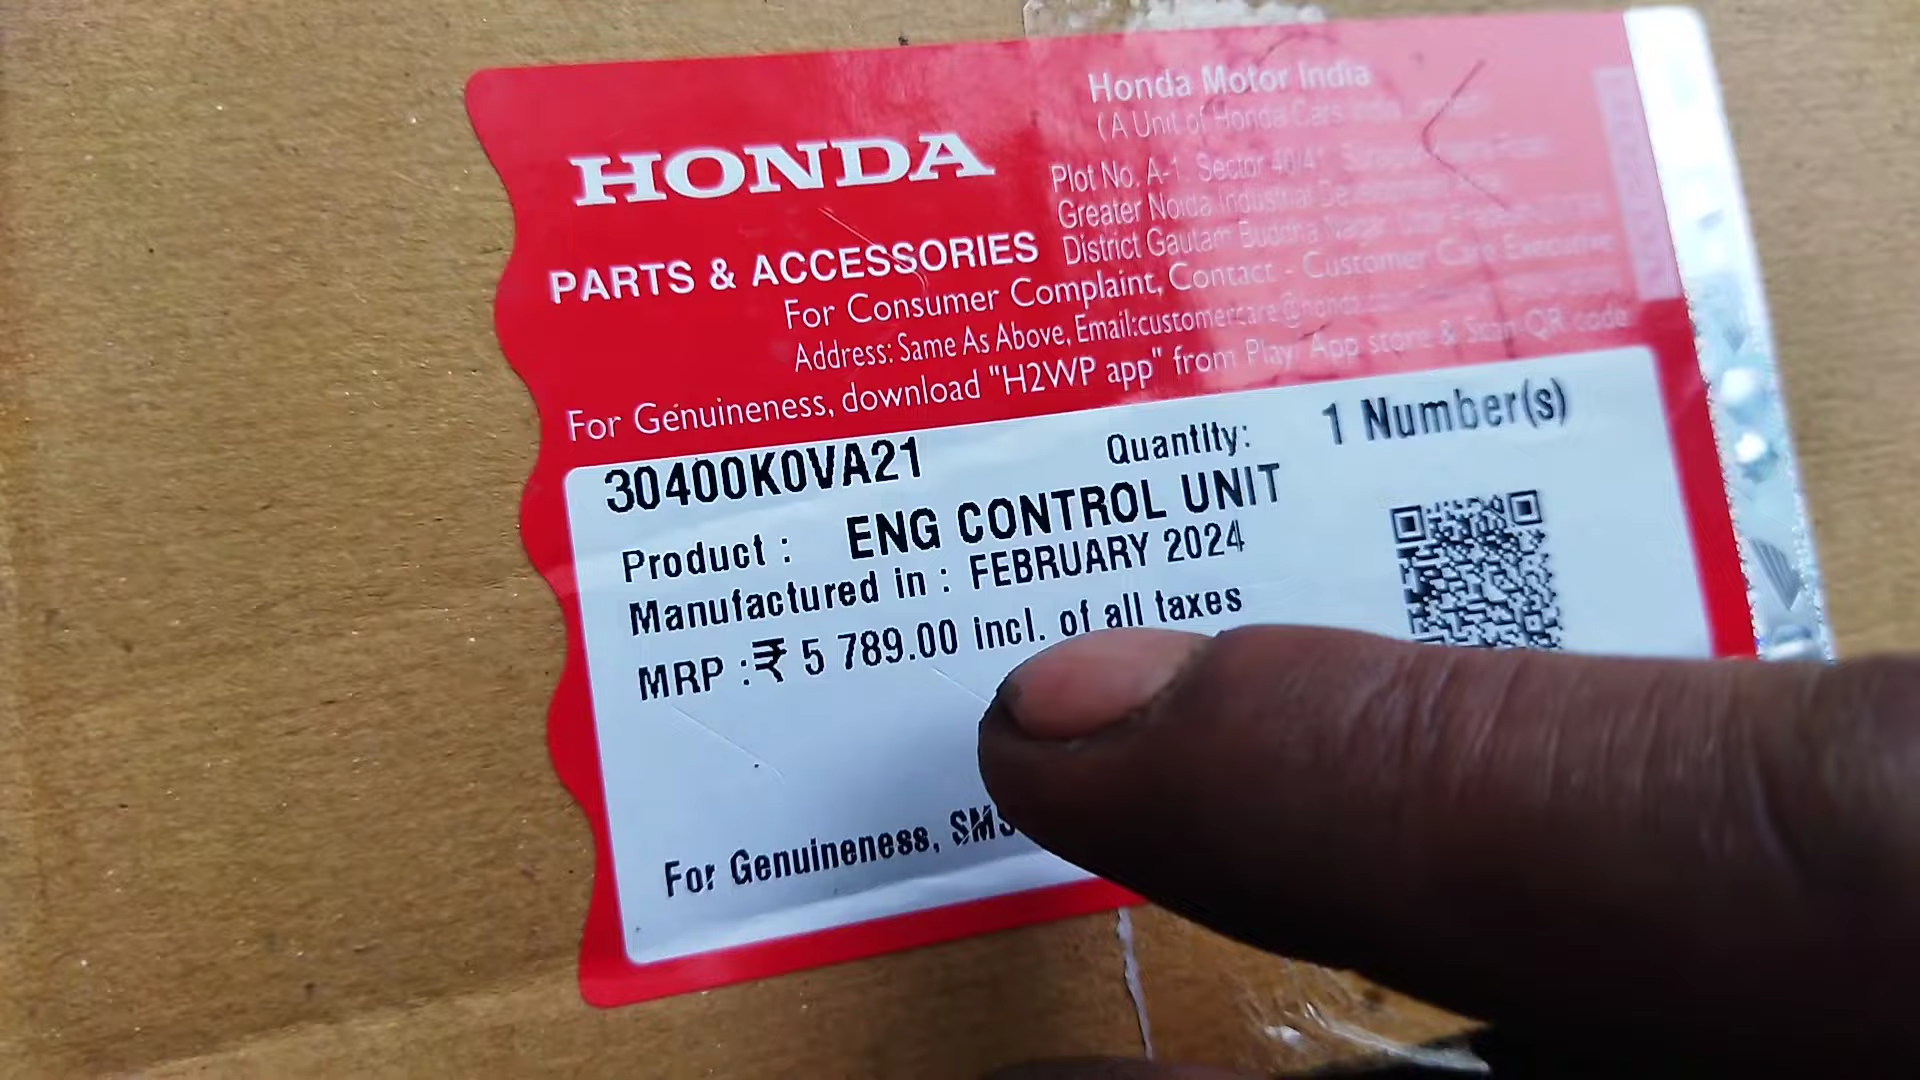 Honda Motor India
(A Unit of Honda Cars India
HONDA
Plot No. A-1, Sector 40/41
Greater Noida Industrial
District Gautam Buddha Nagar
PARTS & ACCESSORIES
For Consumer Complaint, Contact - Customer Care Executive
Address: Same As Above, Email:customercare@honda
For Genuineness, download "H2WP app" from Play/ App store & Scan QR code
30400K0VA21 Quantity: 1 Number(s)
Product : ENG CONTROL UNIT
Manufactured in : FEBRUARY 2024
MRP :₹ 5 789.00 incl. of all taxes
For Genuineness, SMS